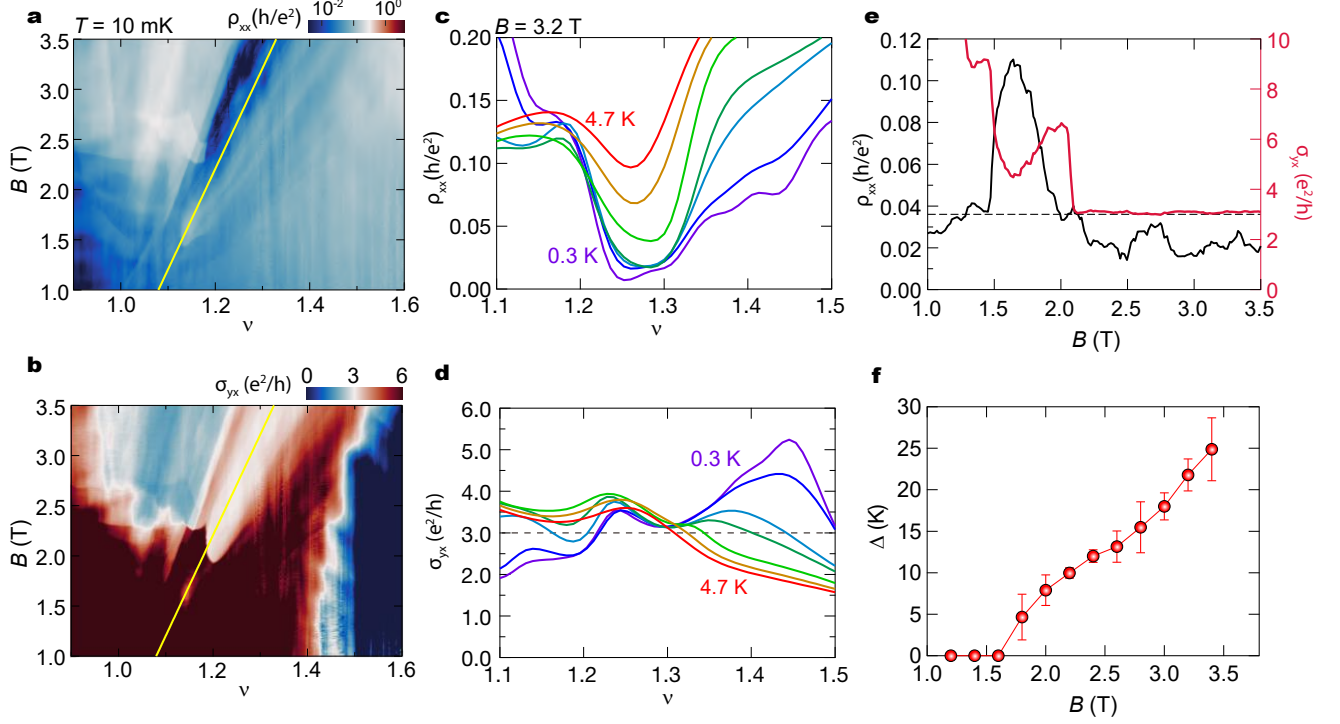 a
T = 10 mK
ρxx(h/e²)
10⁻²
10⁰
3.5
3.0
2.5
2.0
1.5
1.0
B (T)
1.0
1.2
1.4
1.6
ν
b
σyx (e²/h)
0
3
6
3.5
3.0
2.5
2.0
1.5
1.0
B (T)
1.0
1.2
1.4
1.6
ν
c
B = 3.2 T
0.20
0.15
0.10
0.05
0.00
ρxx(h/e²)
4.7 K
0.3 K
1.1
1.2
1.3
1.4
1.5
ν
d
6.0
5.0
4.0
3.0
2.0
1.0
0.0
σyx (e²/h)
0.3 K
4.7 K
1.1
1.2
1.3
1.4
1.5
ν
e
0.12
0.10
0.08
0.06
0.04
0.02
0.00
ρxx(h/e²)
10
8
6
4
2
0
σyx (e²/h)
1.0
1.5
2.0
2.5
3.0
3.5
B (T)
f
30
25
20
15
10
5
0
Δ (K)
1.0
1.5
2.0
2.5
3.0
3.5
B (T)